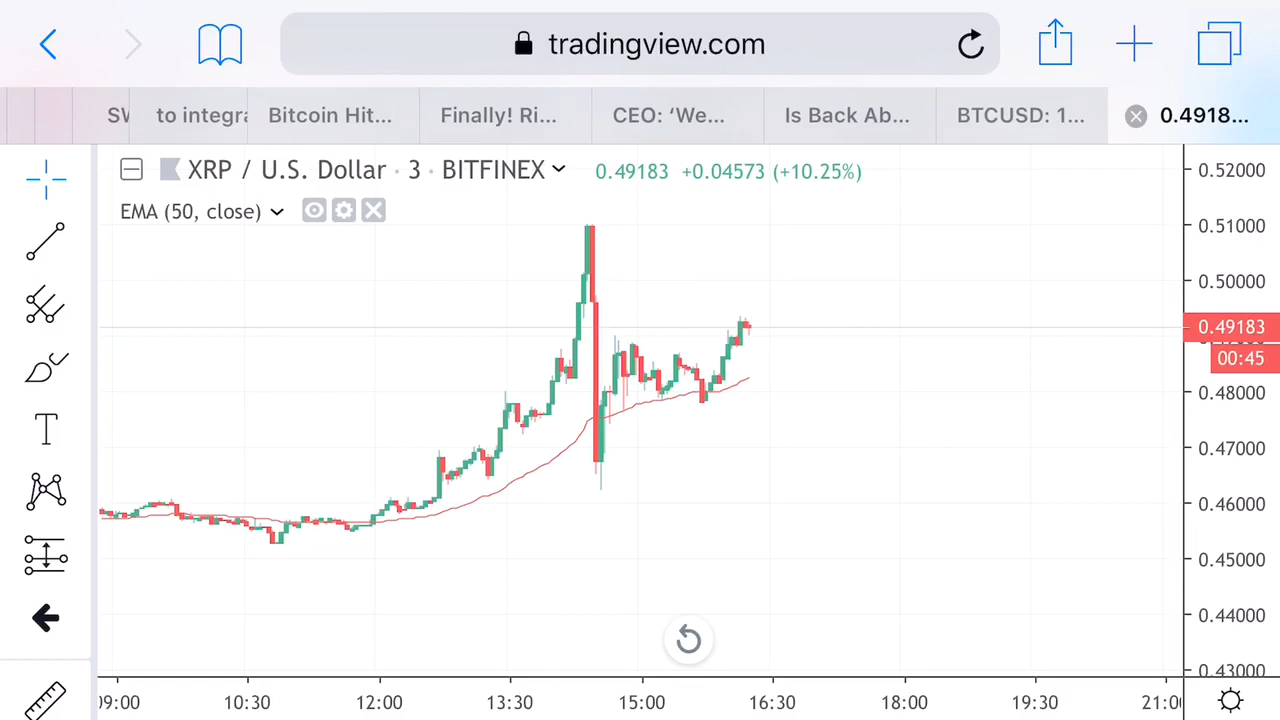 tradingview.com
SW to integra Bitcoin Hit... Finally! Ri... CEO: ‘We... Is Back Ab... BTCUSD: 1... 0.4918...
XRP / U.S. Dollar · 3 · BITFINEX 0.49183 +0.04573 (+10.25%)
EMA (50, close)
0.52000
0.51000
0.50000
0.49183
00:45
0.48000
0.47000
0.46000
0.45000
0.44000
0.43000
T
09:00 10:30 12:00 13:30 15:00 16:30 18:00 19:30 21:00